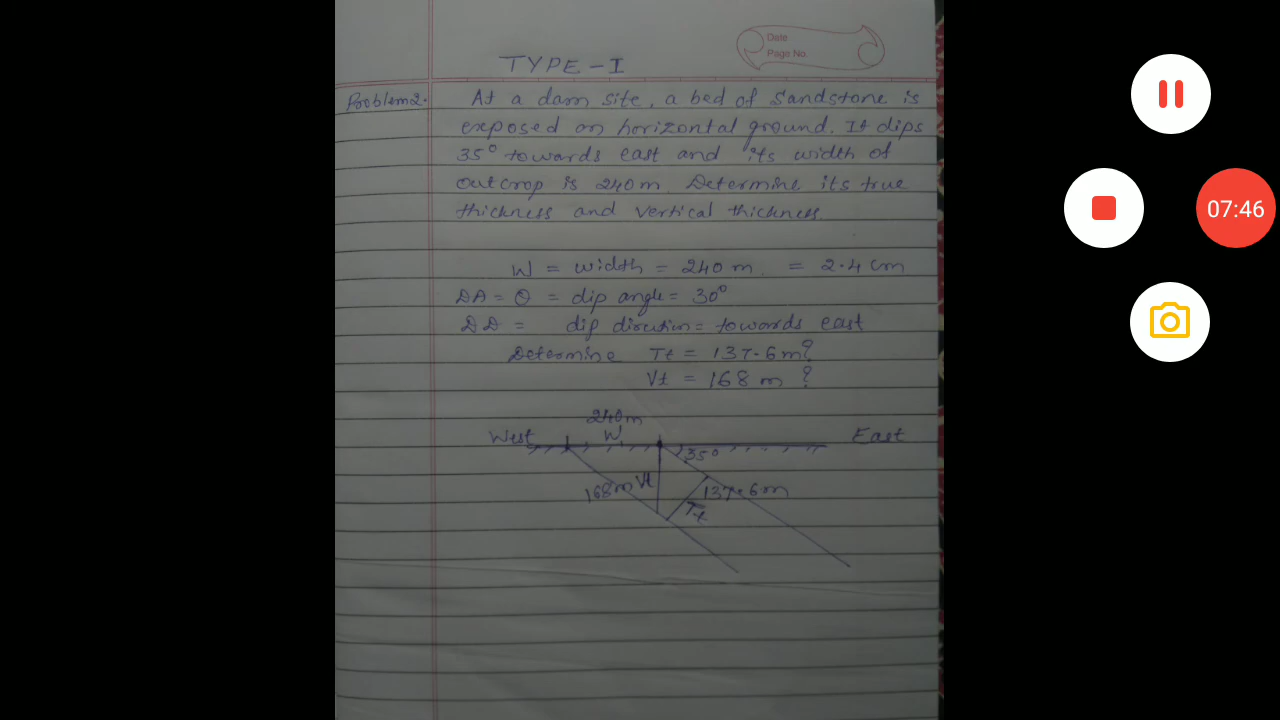 Date
Page No.
TYPE - I
Problem 2.
At a dam site, a bed of Sandstone is
exposed on horizontal ground. It dips
35° towards east and its width of
outcrop is 240m Determine its true
thickness and vertical thickness
W = width = 240 m. = 2.4 cm
DA = θ = dip angle = 30°
DD = dip direction = towards east
Determine Tt = 137.6 m?
Vt = 168 m ?
240m
West W East
35°
168m Vt 137.6m
Tt
07:46